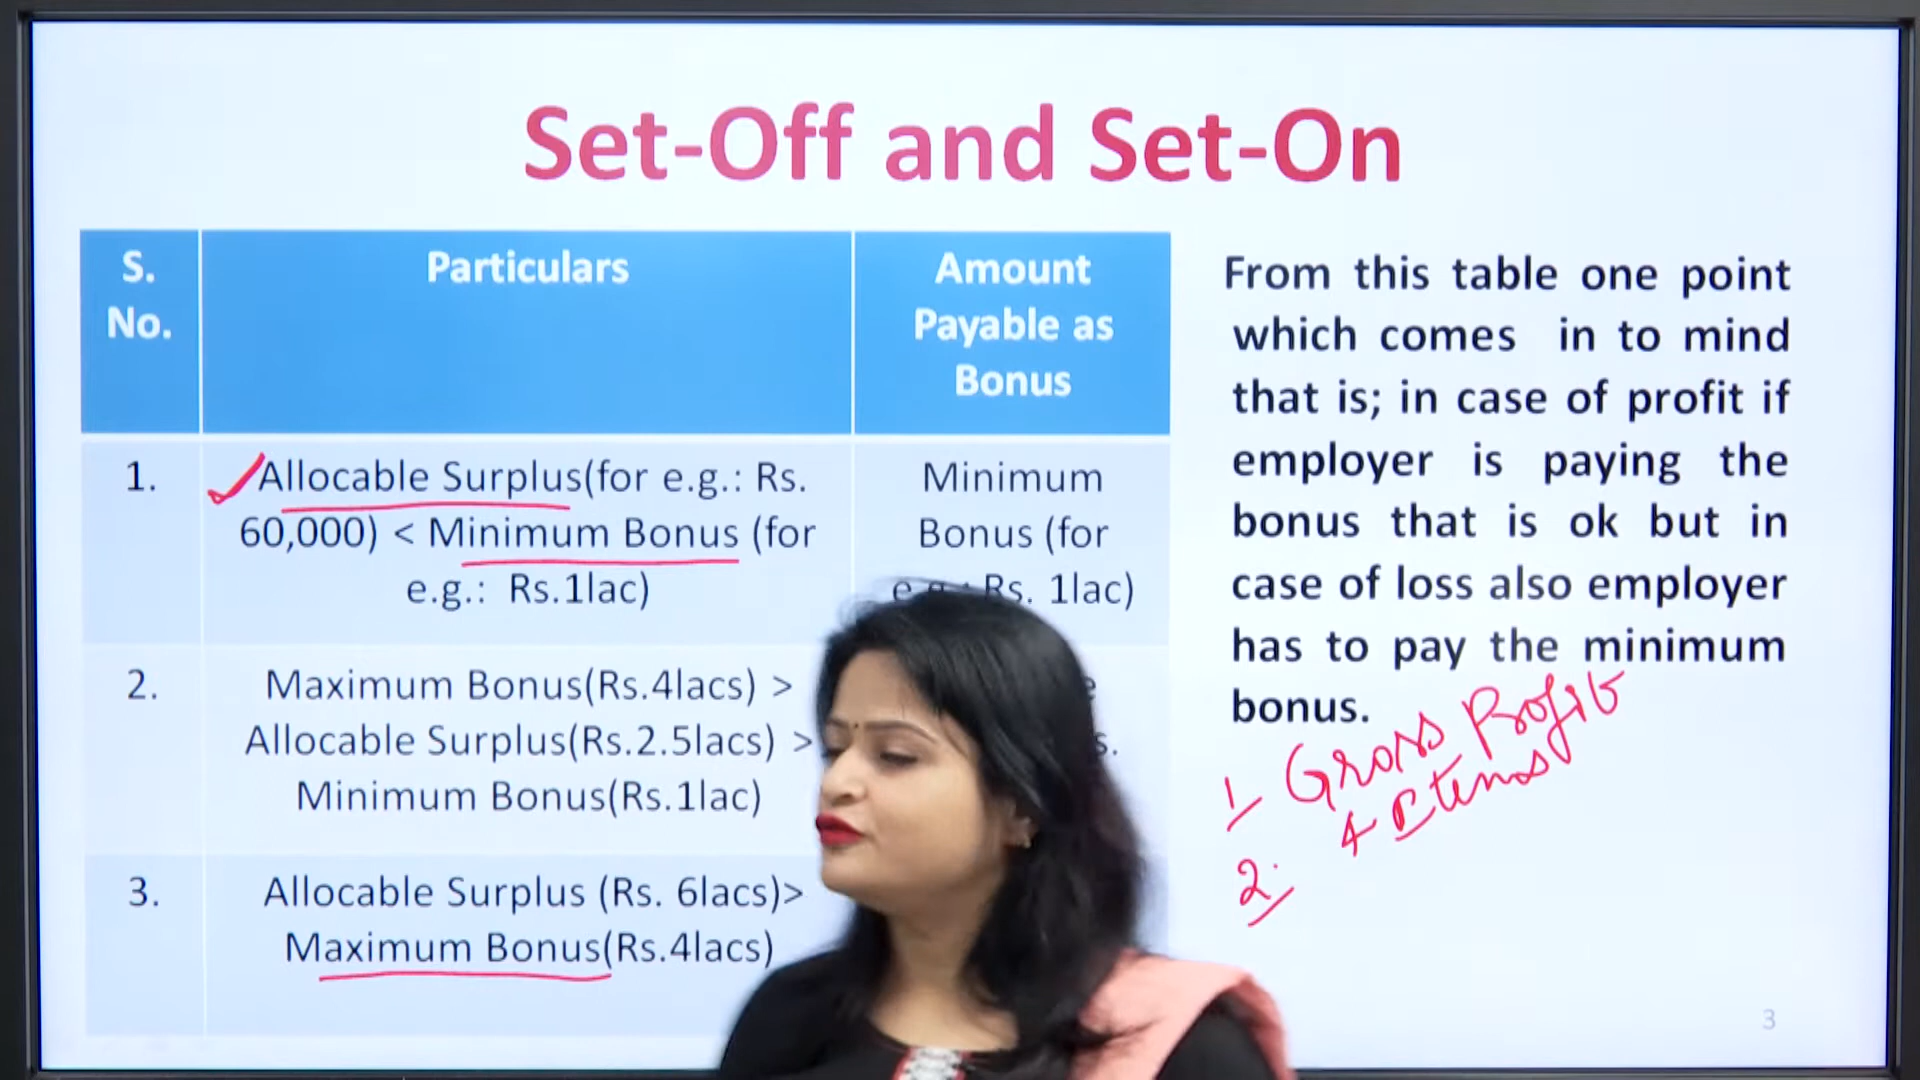 Set-Off and Set-On
S.
No.
Particulars
Amount
Payable as
Bonus
1.
Allocable Surplus(for e.g.: Rs.
60,000) < Minimum Bonus (for
e.g.: Rs.1lac)
Minimum
Bonus (for
e.g.: Rs. 1lac)
2.
Maximum Bonus(Rs.4lacs) >
Allocable Surplus(Rs.2.5lacs) >
Minimum Bonus(Rs.1lac)
3.
Allocable Surplus (Rs. 6lacs)>
Maximum Bonus(Rs.4lacs)
From this table one point
which comes in to mind
that is; in case of profit if
employer is paying the
bonus that is ok but in
case of loss also employer
has to pay the minimum
bonus.
1 Gross Profit
4 Items
2.
3